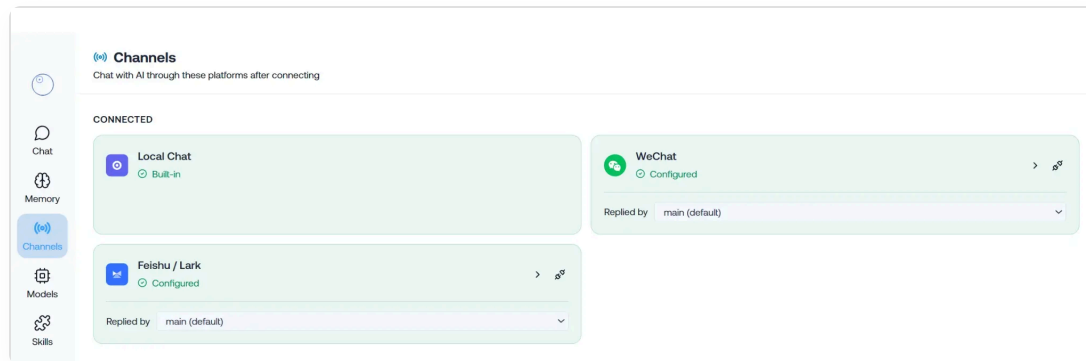 Channels
Chat with AI through these platforms after connecting
Chat
Memory
Channels
Models
Skills
CONNECTED
Local Chat
Built-in
WeChat
Configured
Replied by main (default)
Feishu / Lark
Configured
Replied by main (default)